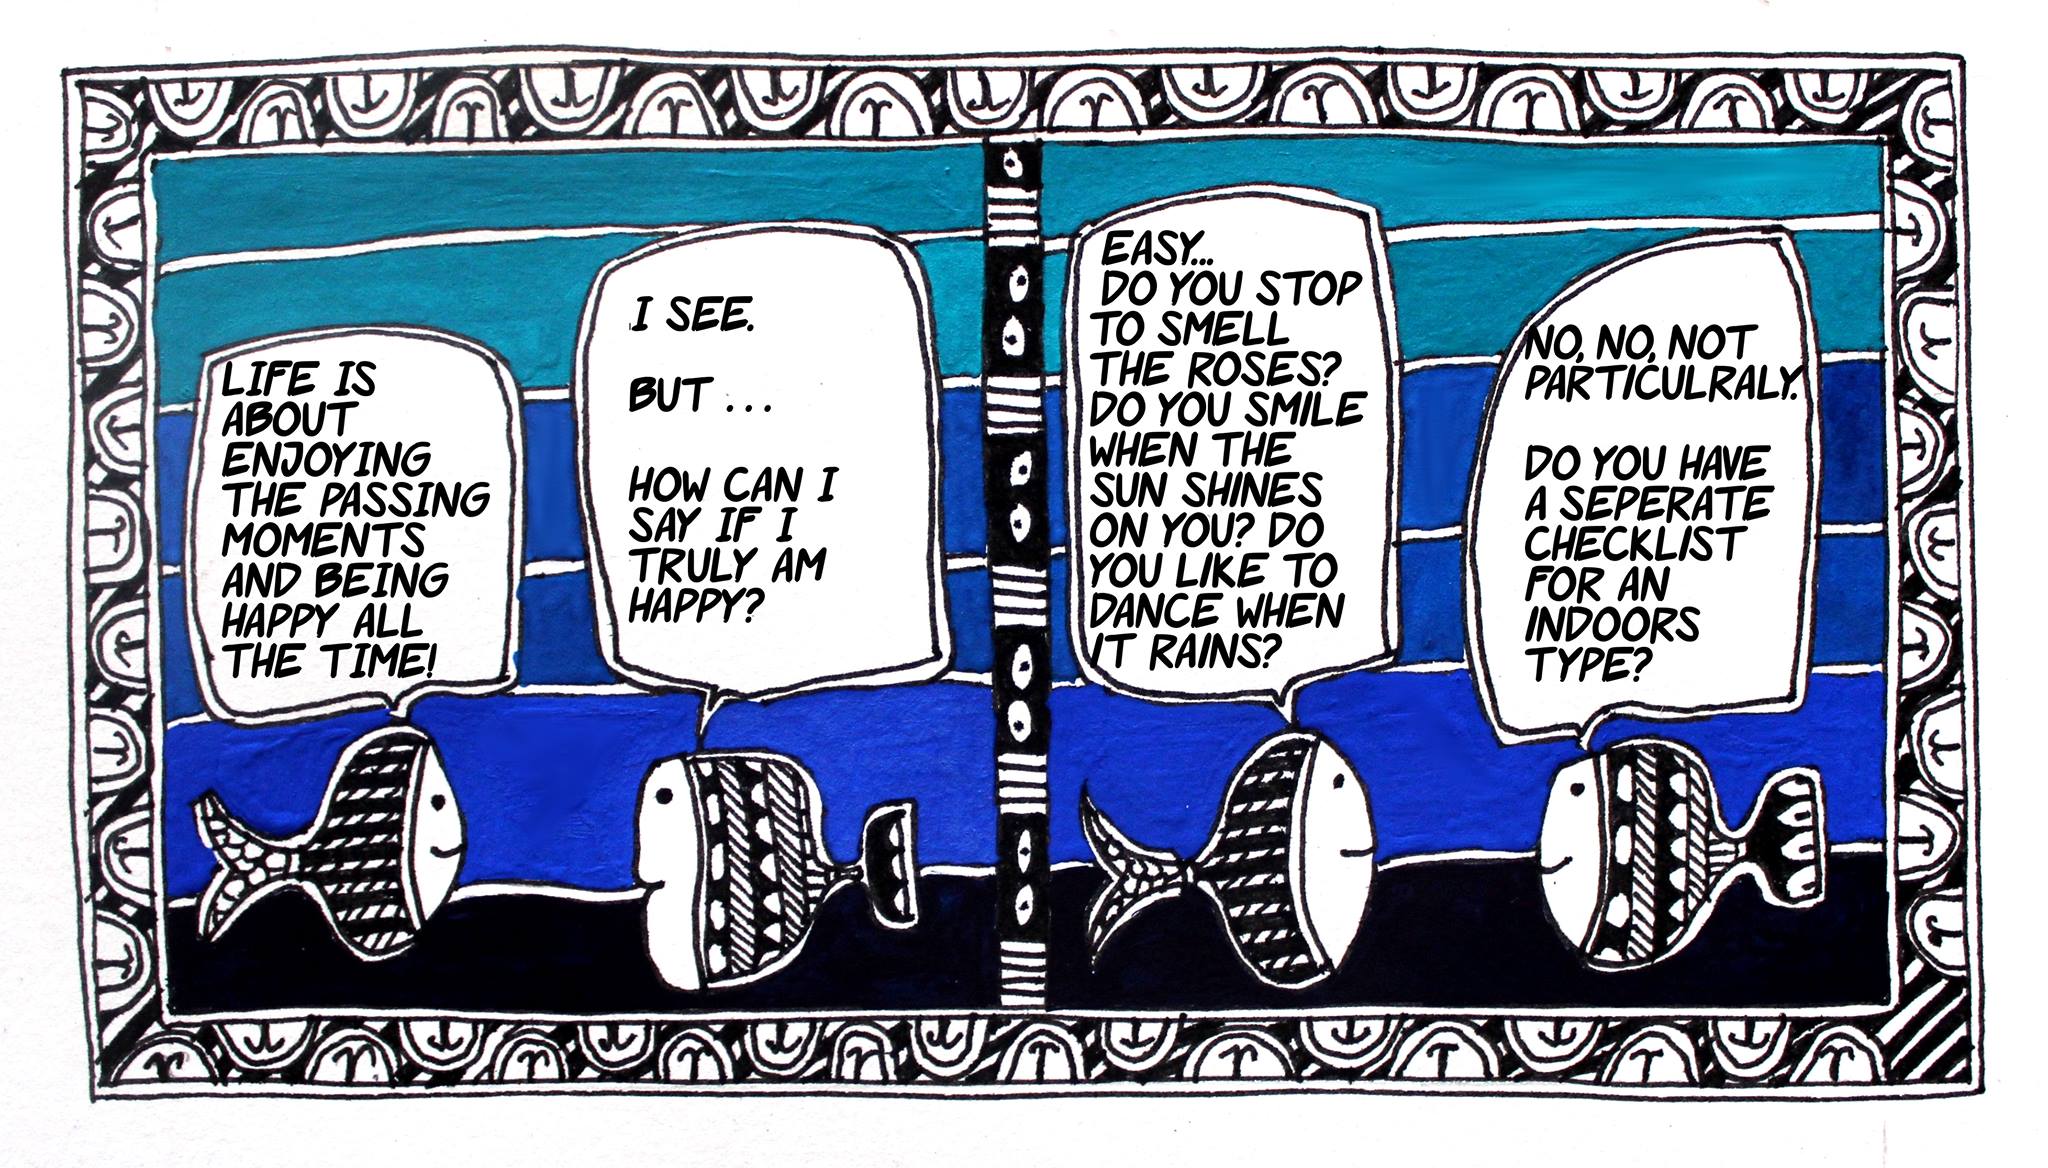 LIFE IS
ABOUT
ENJOYING
THE PASSING
MOMENTS
AND BEING
HAPPY ALL
THE TIME!
I SEE.
BUT ...
HOW CAN I
SAY IF I
TRULY AM
HAPPY?
EASY...
DO YOU STOP
TO SMELL
THE ROSES?
DO YOU SMILE
WHEN THE
SUN SHINES
ON YOU? DO
YOU LIKE TO
DANCE WHEN
IT RAINS?
NO, NO, NOT
PARTICULRALY.
DO YOU HAVE
A SEPERATE
CHECKLIST
FOR AN
INDOORS
TYPE?